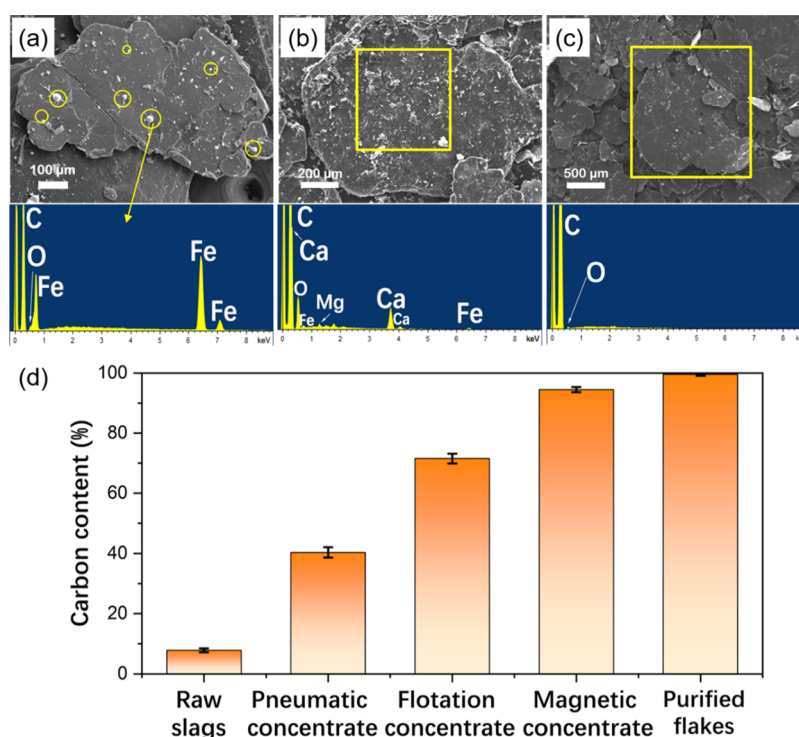 (a)
100 μm
(b)
200 μm
(c)
500 μm
C
O
Fe
Fe
Fe
0 1 2 3 4 5 6 7 8 keV
C
Ca
O
Fe
Mg
Ca
Ca
Fe
0 1 2 3 4 5 6 7 8 keV
C
O
0 1 2 3 4 5 6 7 8 keV
(d)
Carbon content (%)
100
80
60
40
20
0
Raw slags
Pneumatic concentrate
Flotation concentrate
Magnetic concentrate
Purified flakes